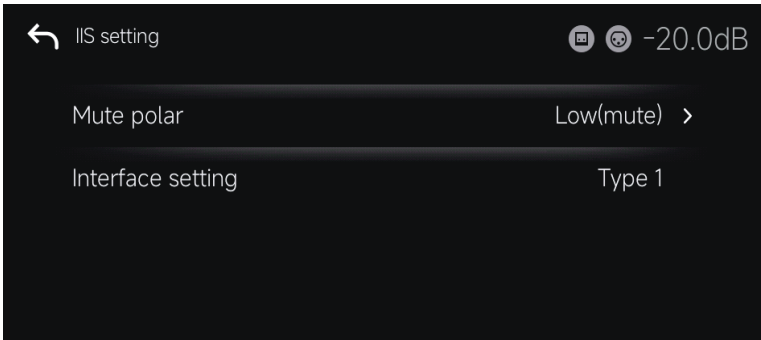 IIS setting -20.0dB
Mute polar Low(mute)
Interface setting Type 1